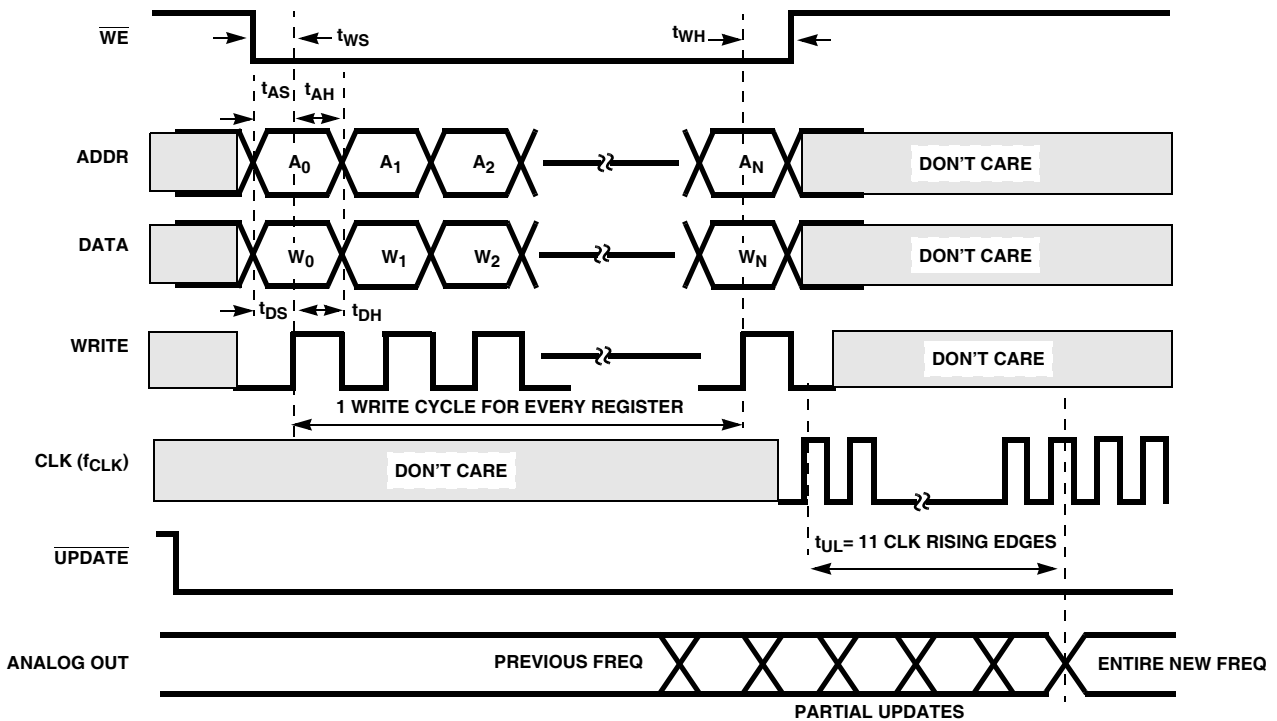 WE
tWS
tWH
tAS
tAH
ADDR
A0
A1
A2
AN
DON'T CARE
DATA
W0
W1
W2
WN
DON'T CARE
tDS
tDH
WRITE
DON'T CARE
1 WRITE CYCLE FOR EVERY REGISTER
CLK (fCLK)
DON'T CARE
tUL= 11 CLK RISING EDGES
UPDATE
ANALOG OUT
PREVIOUS FREQ
ENTIRE NEW FREQ
PARTIAL UPDATES